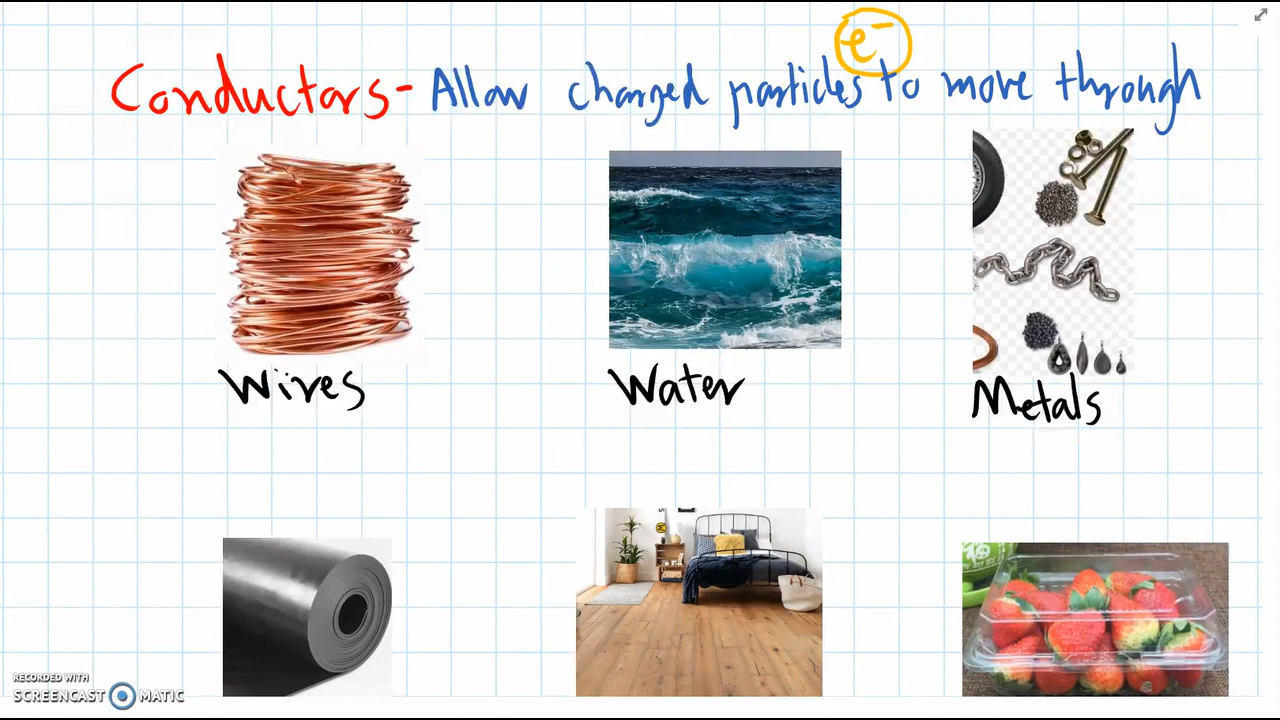 e⁻
Conductors- Allow charged particles to move through
Wires
Water
Metals
RECORDED WITH
SCREENCAST MATIC